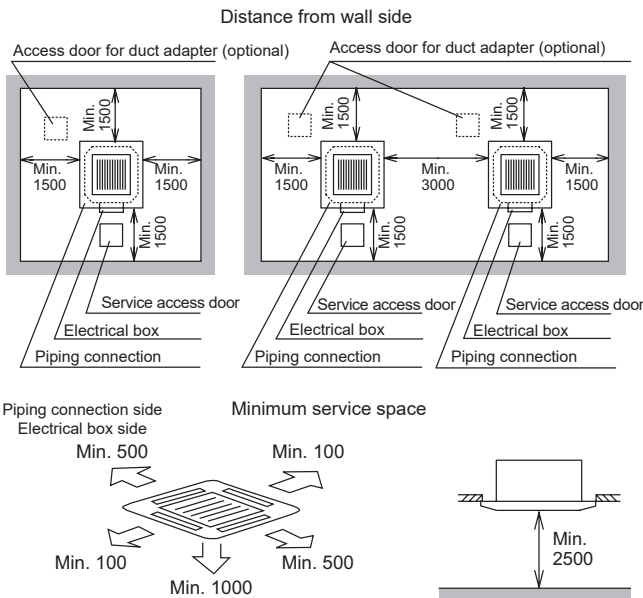 Distance from wall side
Access door for duct adapter (optional)
Access door for duct adapter (optional)
Min.
1500
Min.
1500
Min.
1500
Min.
1500
Min.
1500
Min.
1500
Min.
3000
Min.
1500
Min.
1500
Min.
1500
Min.
1500
Service access door
Service access door
Service access door
Electrical box
Electrical box
Electrical box
Piping connection
Piping connection
Piping connection
Piping connection side
Electrical box side
Minimum service space
Min. 500
Min. 100
Min. 100
Min. 500
Min. 1000
Min.
2500